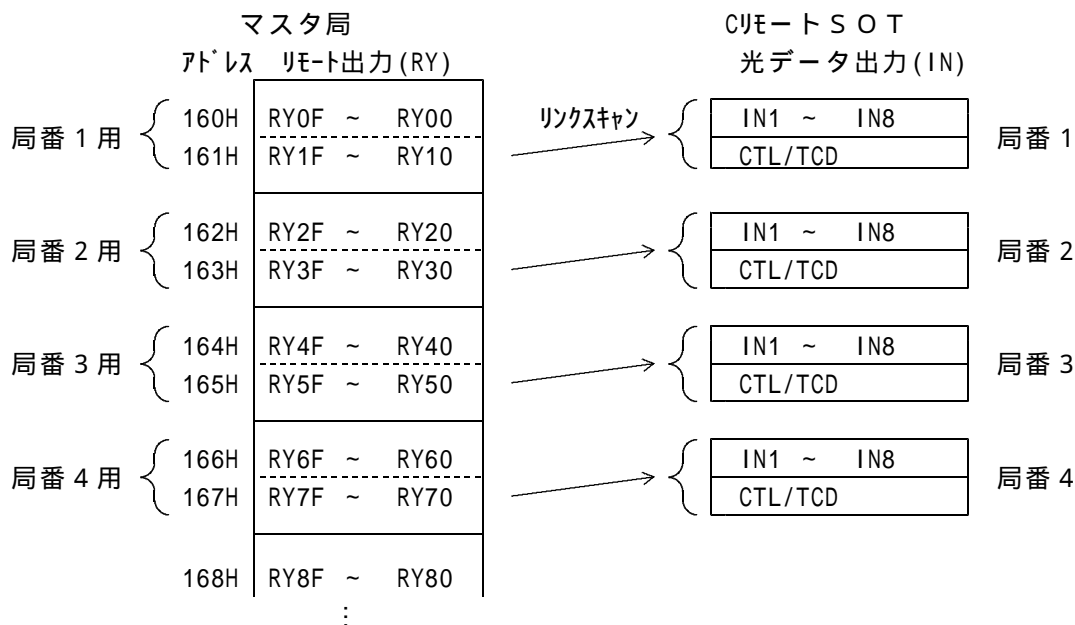 マスタ局 CリモートSOT
アドレス リモート出力(RY) 光データ出力(IN)
局番1用 160H RY0F ~ RY00 リンクスキャン IN1 ~ IN8 局番1
161H RY1F ~ RY10 CTL/TCD
局番2用 162H RY2F ~ RY20 IN1 ~ IN8 局番2
163H RY3F ~ RY30 CTL/TCD
局番3用 164H RY4F ~ RY40 IN1 ~ IN8 局番3
165H RY5F ~ RY50 CTL/TCD
局番4用 166H RY6F ~ RY60 IN1 ~ IN8 局番4
167H RY7F ~ RY70 CTL/TCD
168H RY8F ~ RY80
⋮